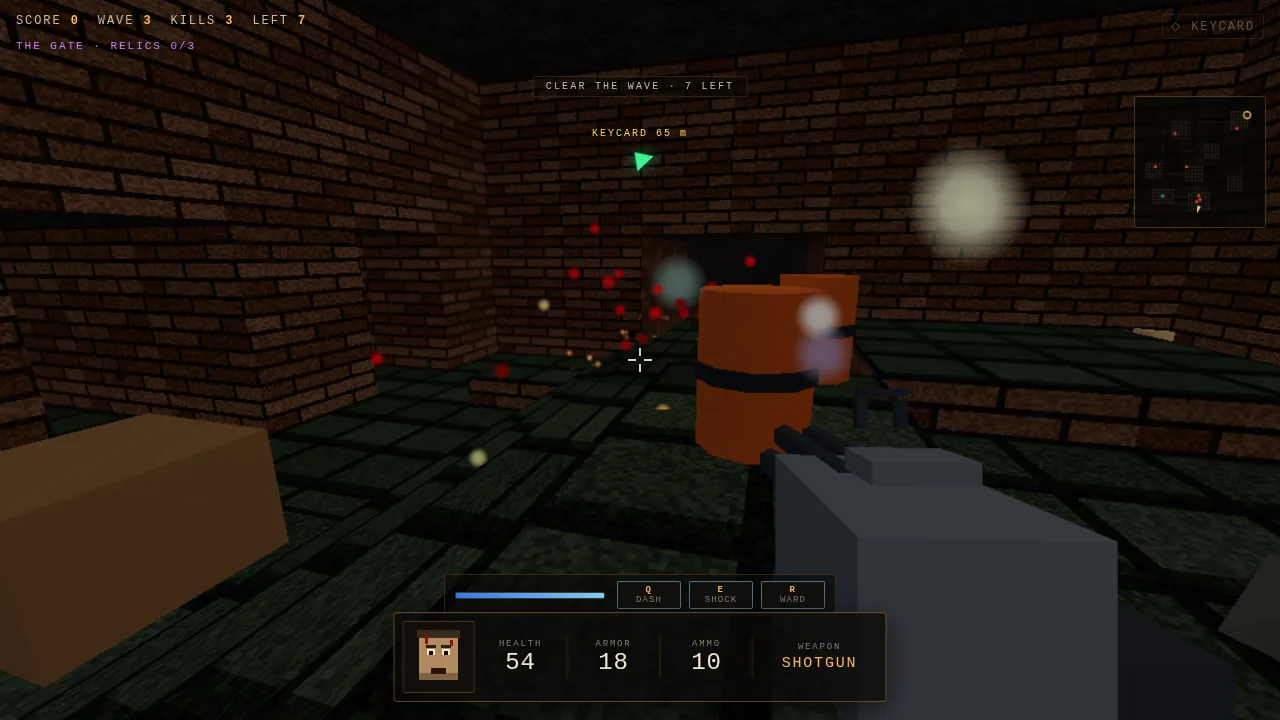 SCORE 0 WAVE 3 KILLS 3 LEFT 7
◇ KEYCARD
THE GATE · RELICS 0/3
CLEAR THE WAVE · 7 LEFT
KEYCARD 65 m
Q E R
DASH SHOCK WARD
HEALTH ARMOR AMMO WEAPON
54 18 10 SHOTGUN